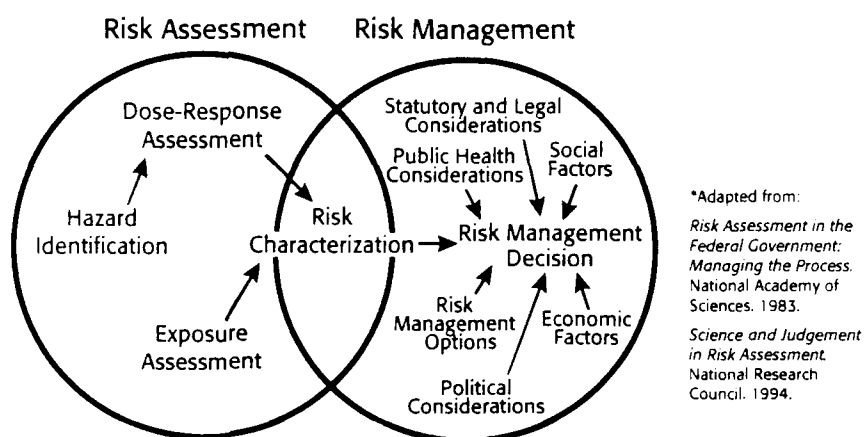 Risk Assessment
Risk Management
Dose-Response
Assessment
Hazard
Identification
Exposure
Assessment
Risk
Characterization
Statutory and Legal
Considerations
Public Health
Considerations
Social
Factors
Risk Management
Decision
Risk
Management
Options
Economic
Factors
Political
Considerations
*Adapted from:
Risk Assessment in the
Federal Government:
Managing the Process.
National Academy of
Sciences. 1983.
Science and Judgement
in Risk Assessment.
National Research
Council. 1994.